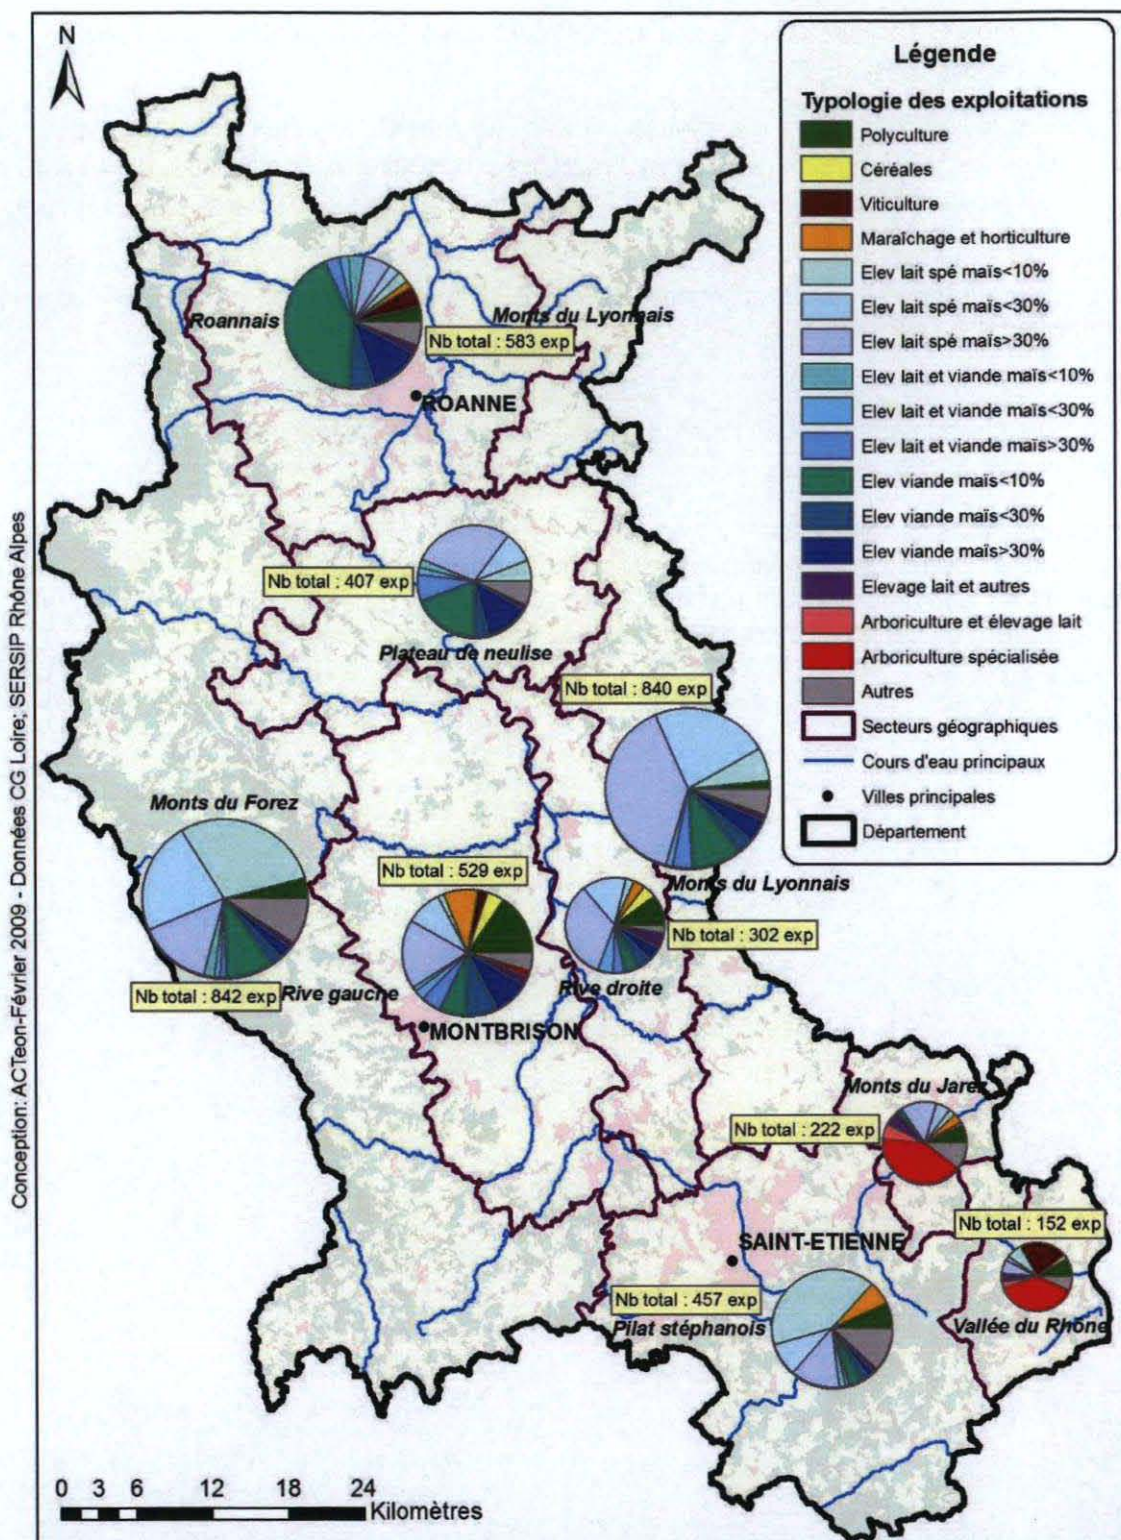 N
Légende
Typologie des exploitations
Polyculture
Céréales
Viticulture
Maraîchage et horticulture
Elev lait spé maïs<10%
Elev lait spé maïs<30%
Elev lait spé maïs>30%
Elev lait et viande maïs<10%
Elev lait et viande maïs<30%
Elev lait et viande maïs>30%
Elev viande maïs<10%
Elev viande maïs<30%
Elev viande maïs>30%
Elevage lait et autres
Arboriculture et élevage lait
Arboriculture spécialisée
Autres
Secteurs géographiques
Cours d'eau principaux
Villes principales
Département
Roannais
Monts du Lyonnais
Nb total : 583 exp
ROANNE
Nb total : 407 exp
Plateau de neulise
Nb total : 840 exp
Monts du Lyonnais
Monts du Forez
Nb total : 842 exp
Nb total : 529 exp
Rive gauche
MONTBRISON
Nb total : 302 exp
Rive droite
Monts du Jarez
Nb total : 222 exp
Nb total : 152 exp
Vallée du Rhône
SAINT-ETIENNE
Nb total : 457 exp
Pilat stéphanois
0 3 6 12 18 24
Kilomètres
Conception: ACTeon-Février 2009 - Données CG Loire; SERSIP Rhône Alpes